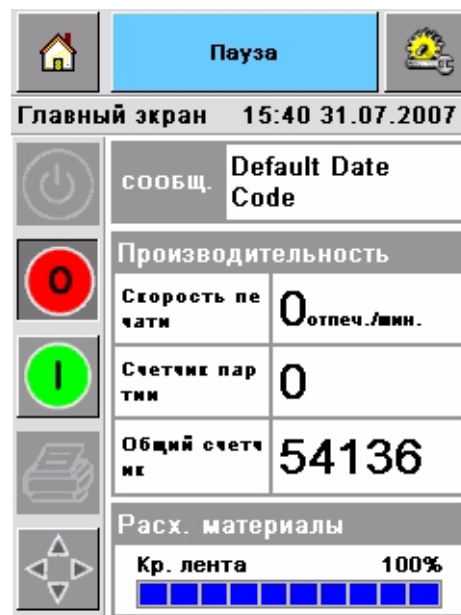 Пауза
Главный экран 15:40 31.07.2007
СООБЩ. Default Date
Code
O
I
Производительность
Скорость пе
чати
0отпеч./мин.
Счетчик пар
тии
0
Общий счетч
ик
54136
Расх. материалы
Кр. лента 100%